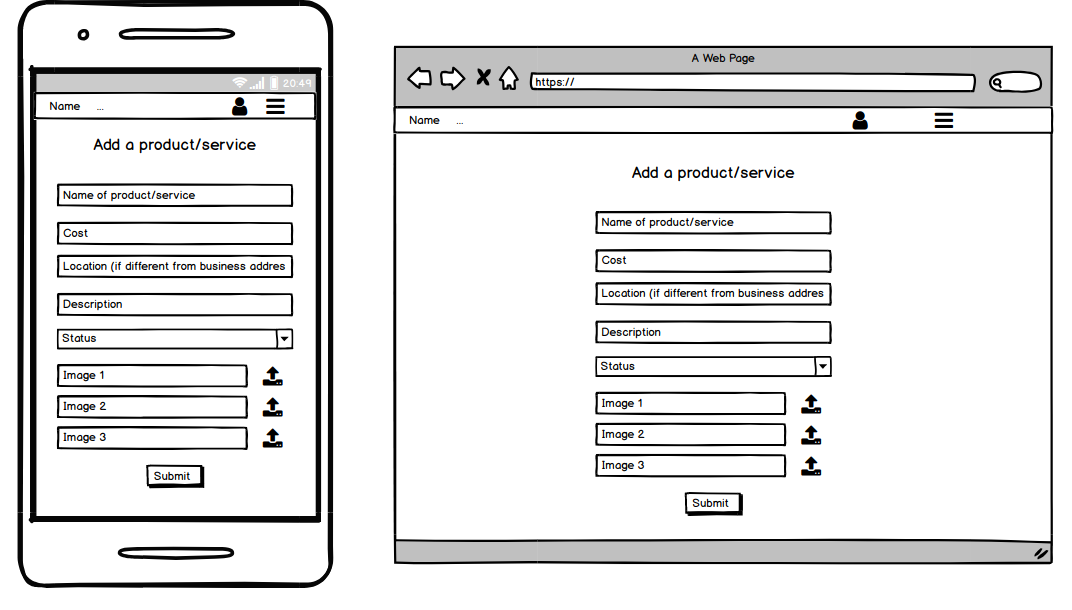 20:49
Name ...
Add a product/service
Name of product/service
Cost
Location (if different from business addres
Description
Status
Image 1
Image 2
Image 3
Submit
A Web Page
https://
Name ...
Add a product/service
Name of product/service
Cost
Location (if different from business addres
Description
Status
Image 1
Image 2
Image 3
Submit